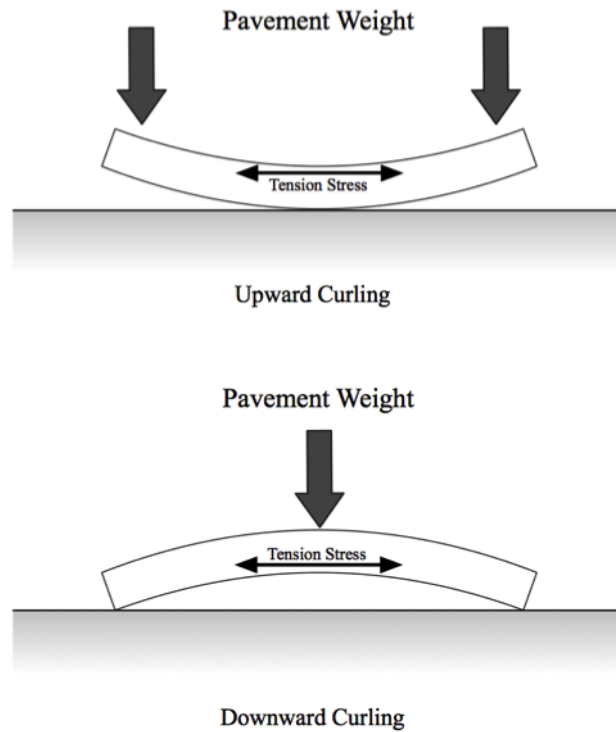 Pavement Weight
Tension Stress
Upward Curling
Pavement Weight
Tension Stress
Downward Curling